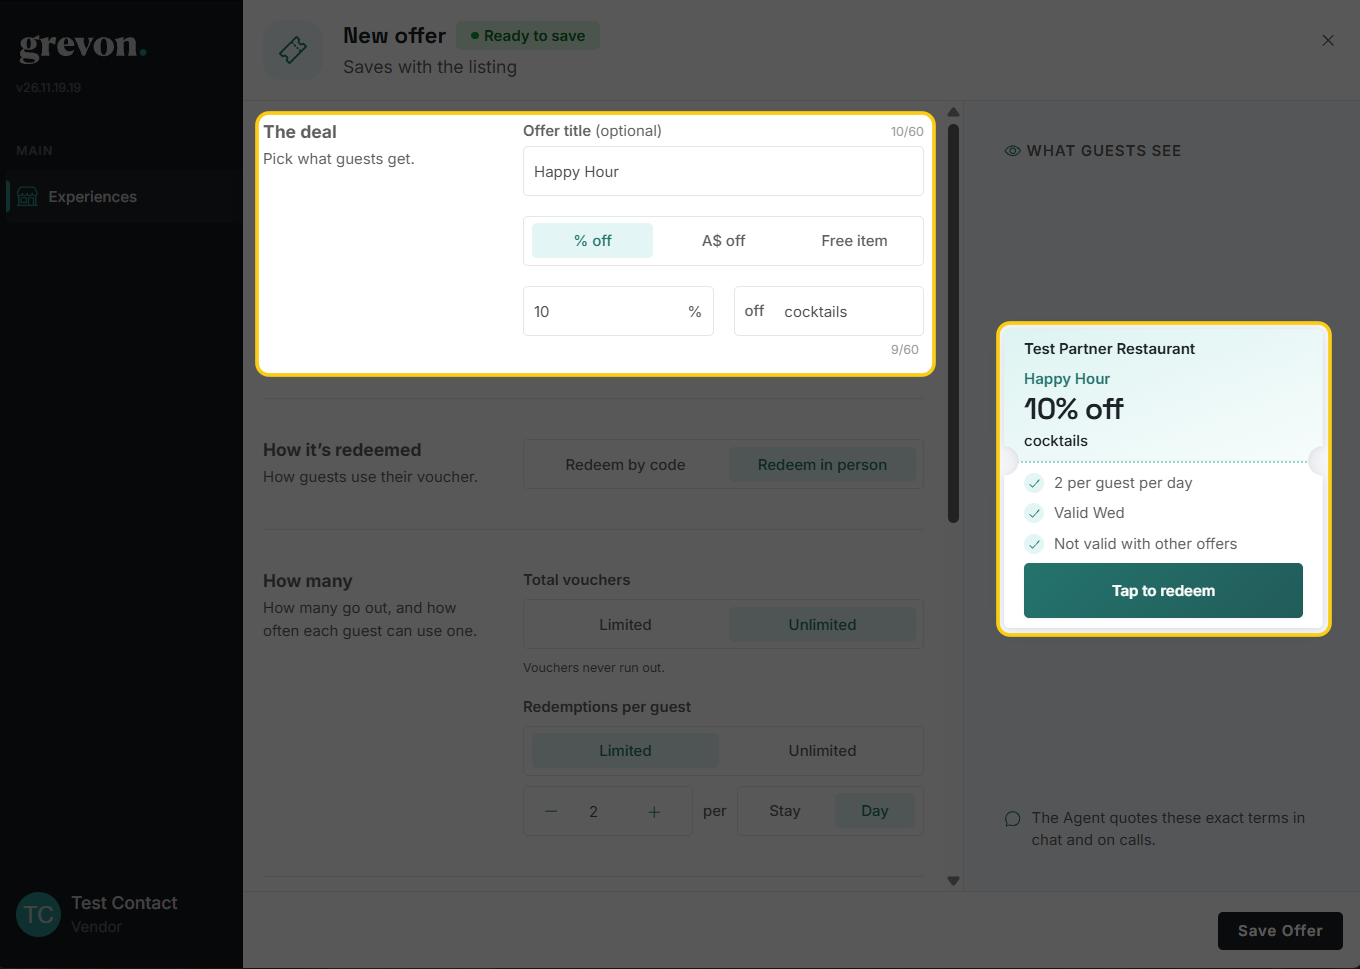 grevon.
v26.11.19.19
MAIN
Experiences
Test Contact
TC
Vendor
New offer
Ready to save
Saves with the listing
The deal
Pick what guests get.
Offer title (optional)
10/60
Happy Hour
% off
A$ off
Free item
10
%
off
cocktails
9/60
How it’s redeemed
How guests use their voucher.
Redeem by code
Redeem in person
How many
How many go out, and how
often each guest can use one.
Total vouchers
Limited
Unlimited
Vouchers never run out.
Redemptions per guest
Limited
Unlimited
2
per
Stay
Day
WHAT GUESTS SEE
Test Partner Restaurant
Happy Hour
10% off
cocktails
2 per guest per day
Valid Wed
Not valid with other offers
Tap to redeem
The Agent quotes these exact terms in
chat and on calls.
Save Offer